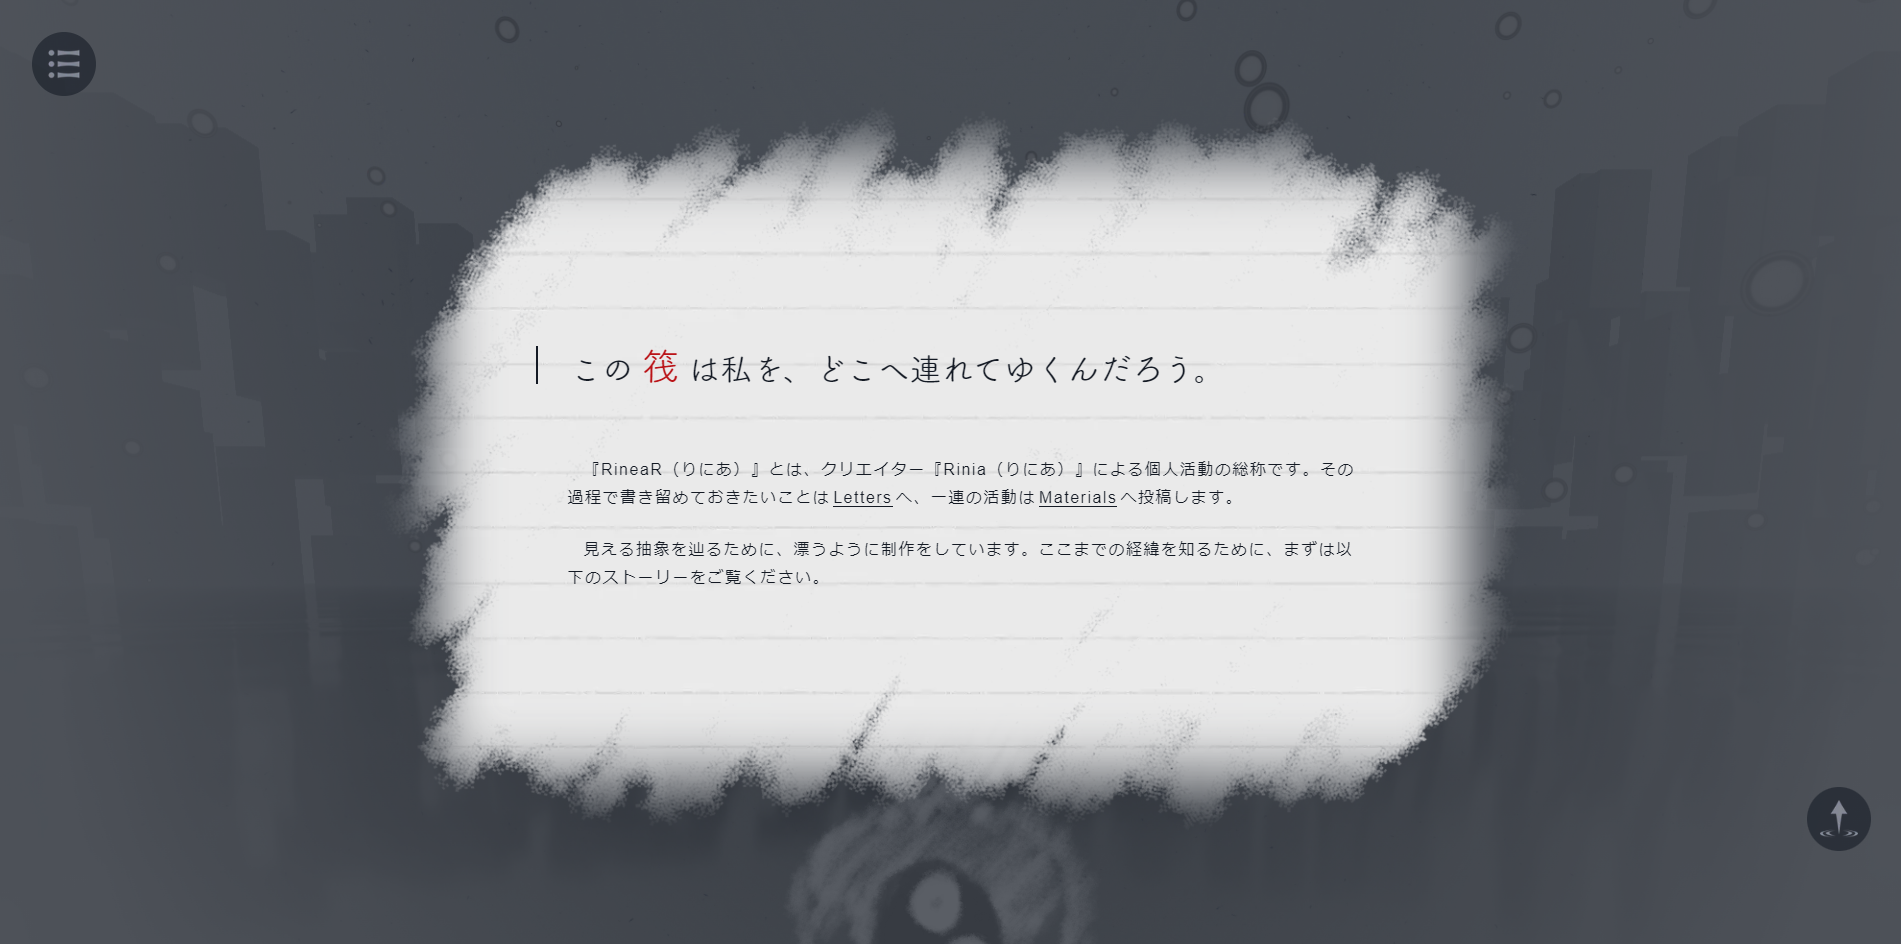 この 筏 は私を、どこへ連れてゆくんだろう。
『RineaR（りにあ）』とは、クリエイター『Rinia（りにあ）』による個人活動の総称です。その
過程で書き留めておきたいことは Letters へ、一連の活動は Materials へ投稿します。
見える抽象を辿るために、漂うように制作をしています。ここまでの経緯を知るために、まずは以
下のストーリーをご覧ください。